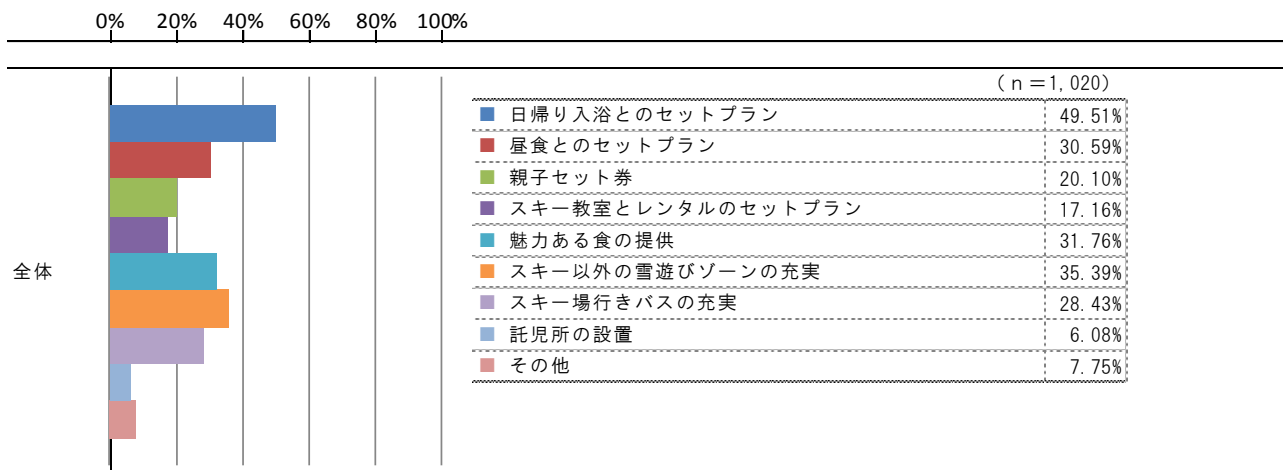 0% 20% 40% 60% 80% 100%
(n=1,020)
日帰り入浴とのセットプラン 49.51%
昼食とのセットプラン 30.59%
親子セット券 20.10%
スキー教室とレンタルのセットプラン 17.16%
魅力ある食の提供 31.76%
全体
スキー以外の雪遊びゾーンの充実 35.39%
スキー場行きバスの充実 28.43%
託児所の設置 6.08%
その他 7.75%